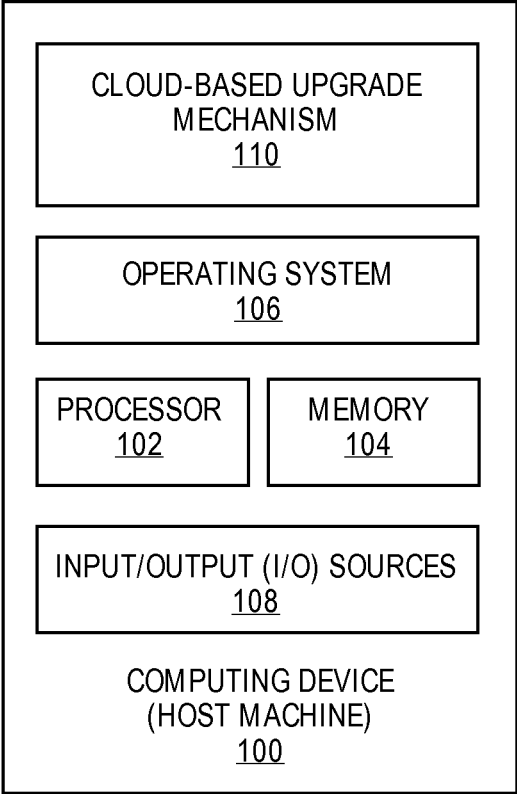 CLOUD-BASED UPGRADE
MECHANISM
110
OPERATING SYSTEM
106
PROCESSOR
102
MEMORY
104
INPUT/OUTPUT (I/O) SOURCES
108
COMPUTING DEVICE
(HOST MACHINE)
100